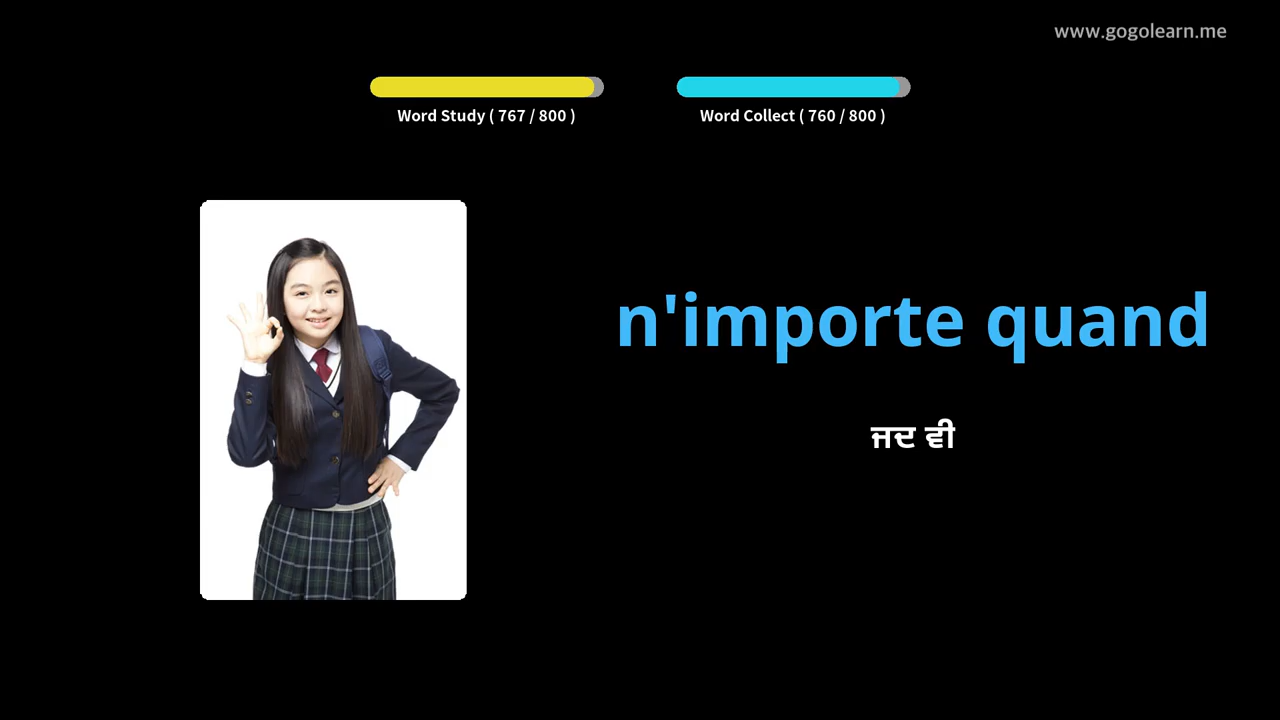 www.gogolearn.me
Word Study ( 767 / 800 )
Word Collect ( 760 / 800 )
n'importe quand
ਜਦ ਵੀ